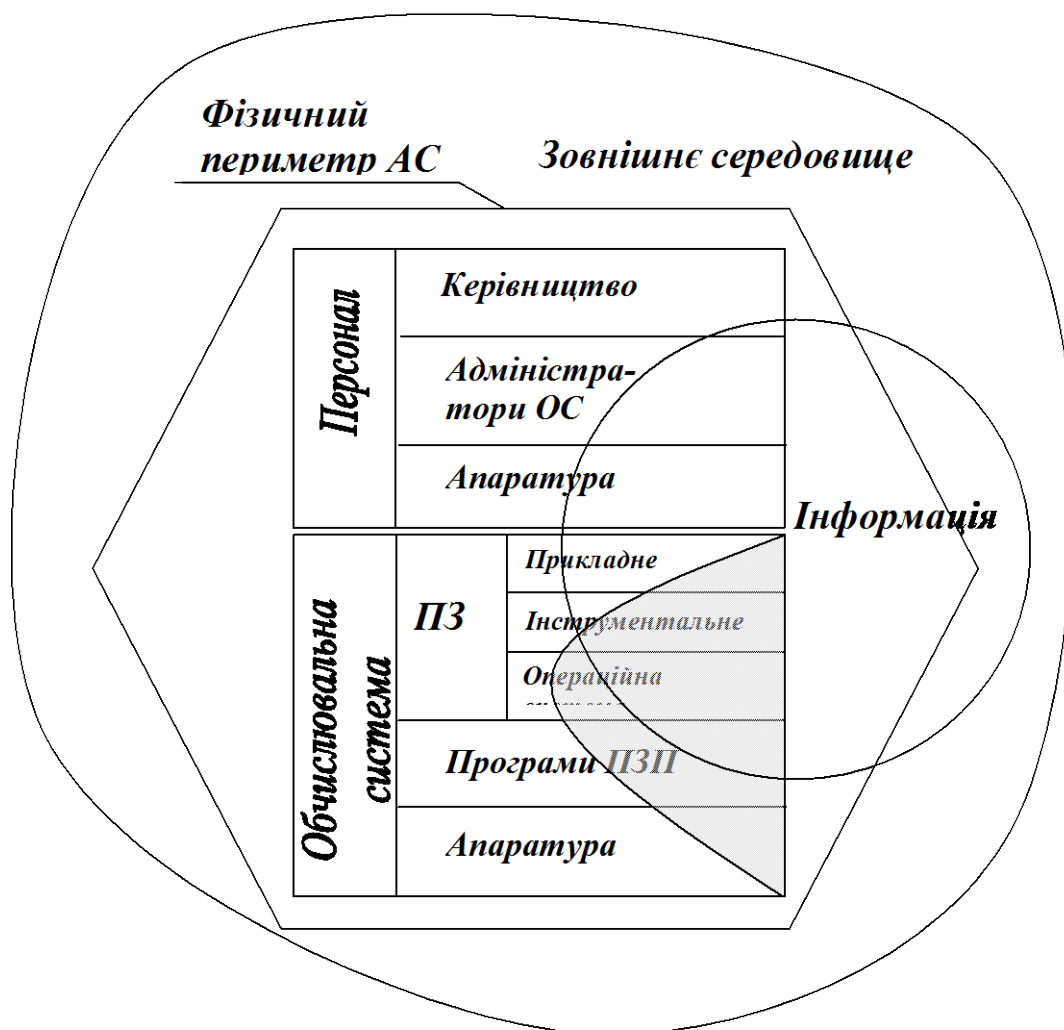 Фізичний
периметр АС
Зовнішнє середовище
Персонал
Керівництво
Адміністра-
тори ОС
Апаратура
Інформація
Обчислювальна
система
ПЗ
Прикладне
Інструментальне
Операційна
Програми ПЗП
Апаратура